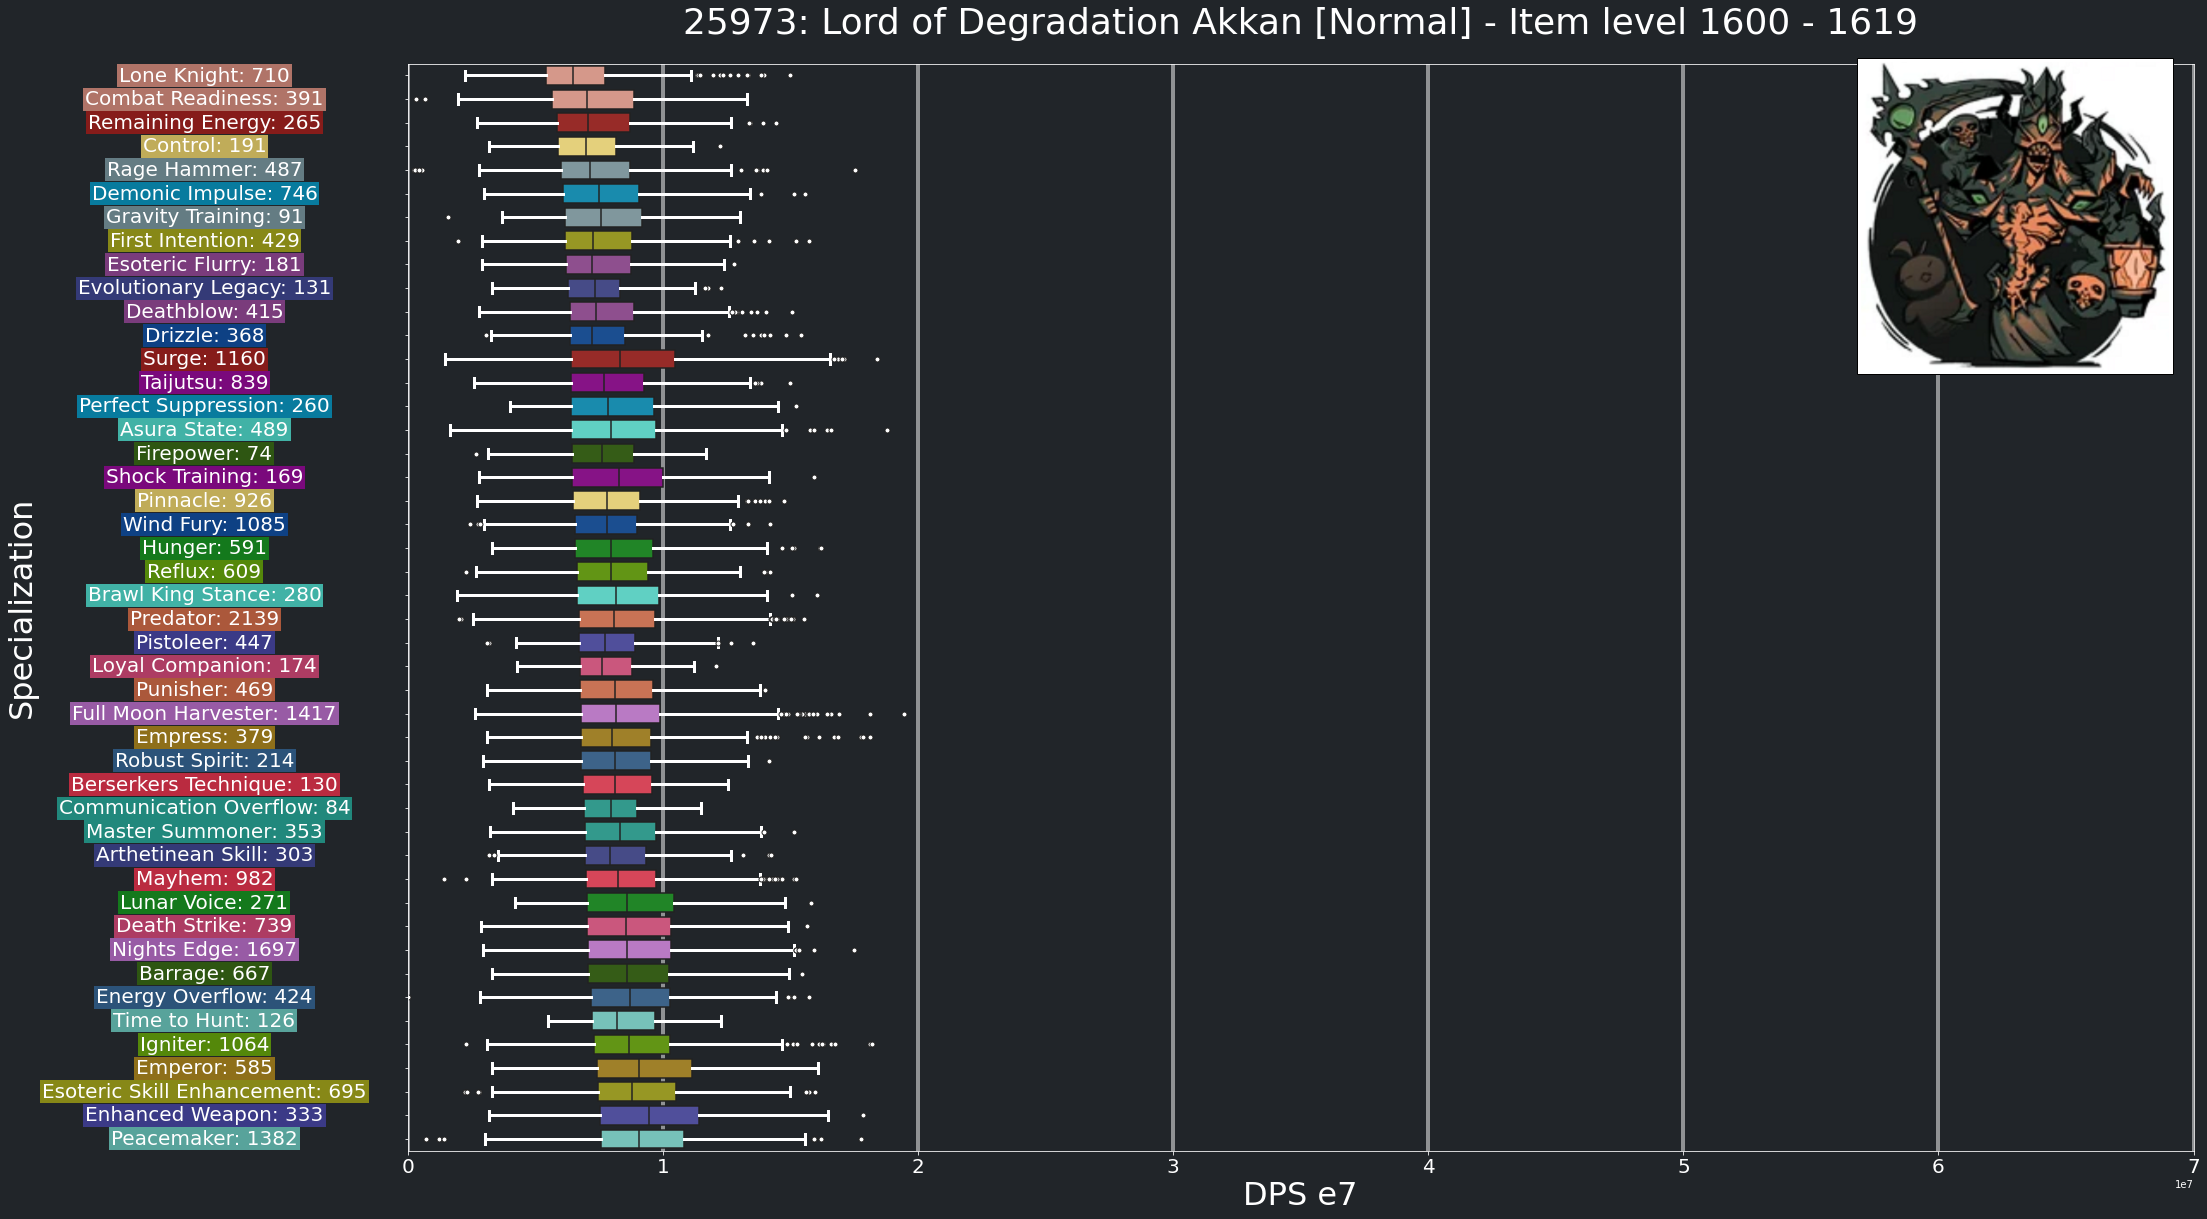 25973: Lord of Degradation Akkan [Normal] - Item level 1600 - 1619
Lone Knight: 710
Combat Readiness: 391
Remaining Energy: 265
Control: 191
Rage Hammer: 487
Demonic Impulse: 746
Gravity Training: 91
First Intention: 429
Esoteric Flurry: 181
Evolutionary Legacy: 131
Deathblow: 415
Drizzle: 368
Surge: 1160
Taijutsu: 839
Perfect Suppression: 260
Asura State: 489
Firepower: 74
Shock Training: 169
Pinnacle: 926
Wind Fury: 1085
Hunger: 591
Reflux: 609
Brawl King Stance: 280
Predator: 2139
Pistoleer: 447
Loyal Companion: 174
Punisher: 469
Full Moon Harvester: 1417
Empress: 379
Robust Spirit: 214
Berserkers Technique: 130
Communication Overflow: 84
Master Summoner: 353
Arthetinean Skill: 303
Mayhem: 982
Lunar Voice: 271
Death Strike: 739
Nights Edge: 1697
Barrage: 667
Energy Overflow: 424
Time to Hunt: 126
Igniter: 1064
Emperor: 585
Esoteric Skill Enhancement: 695
Enhanced Weapon: 333
Peacemaker: 1382
Specialization
0 1 2 3 4 5 6 7
DPS e7
1e7